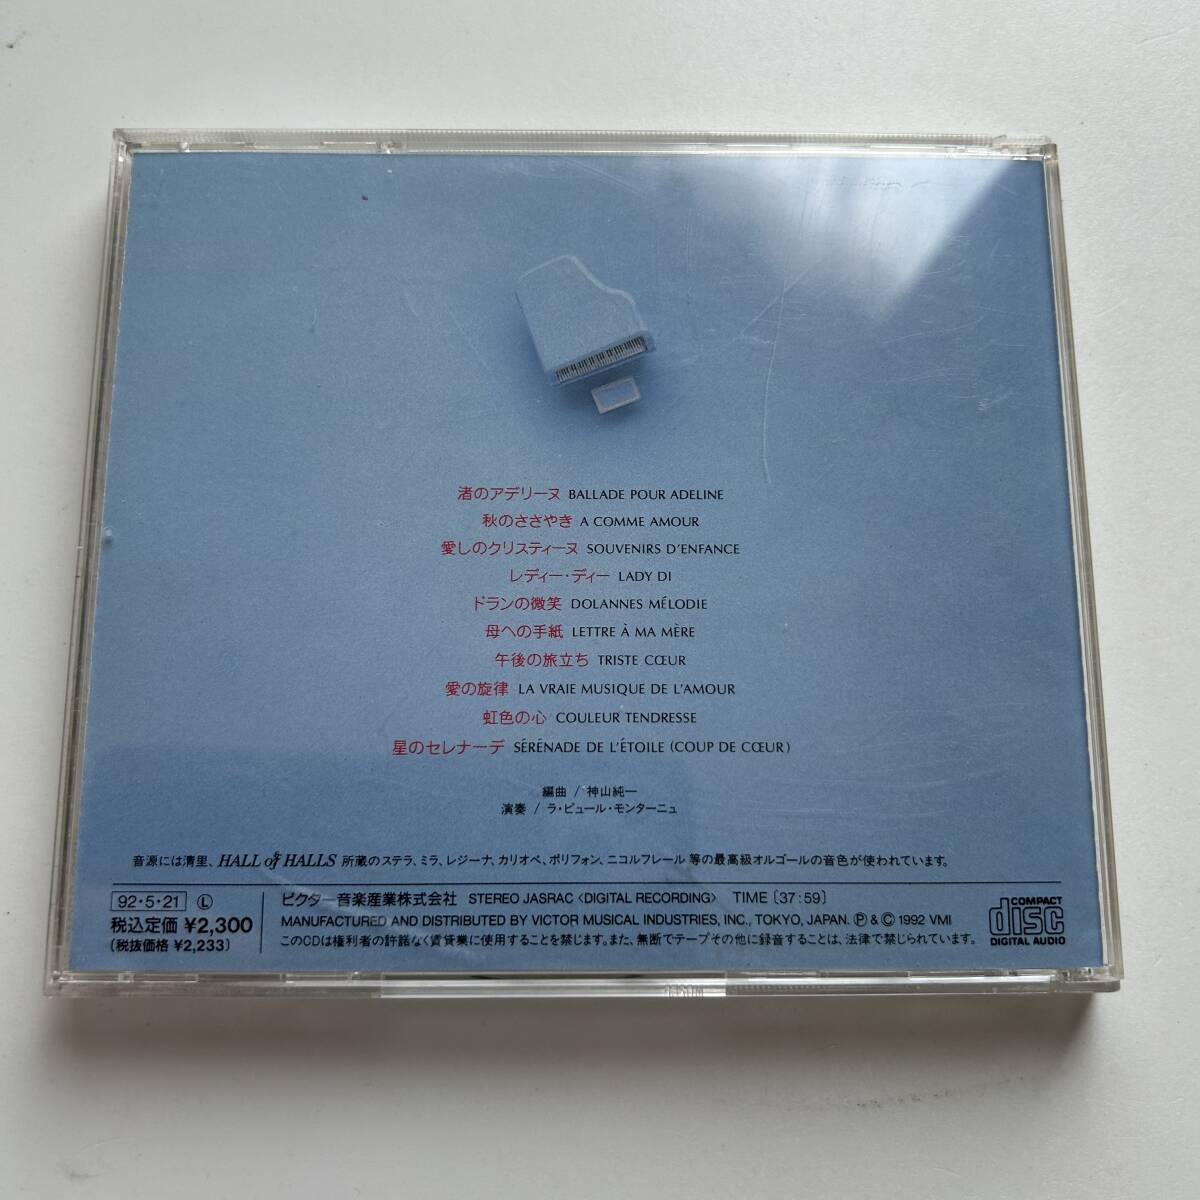 渚のアデリーヌ BALLADE POUR ADELINE
秋のささやき A COMME AMOUR
愛しのクリスティーヌ SOUVENIRS D'ENFANCE
レディー・ディー LADY DI
ドランの微笑 DOLANNES MÉLODIE
母への手紙 LETTRE À MA MÈRE
午後の旅立ち TRISTE CŒUR
愛の旋律 LA VRAIE MUSIQUE DE L'AMOUR
虹色の心 COULEUR TENDRESSE
星のセレナーデ SÉRÉNADE DE L'ÉTOILE (COUP DE CŒUR)
編曲 / 神山純一
演奏 / ラ・ビュール・モンターニュ
音源には清里、HALL of HALLS 所蔵のステラ、ミラ、レジーナ、カリオペ、ポリフォン、ニコルフレール 等の最高級オルゴールの音色が使われています。
92・5・21 Ⓛ
税込定価 ¥2,300
(税抜価格 ¥2,233)
ビクター音楽産業株式会社 STEREO JASRAC <DIGITAL RECORDING> TIME [37:59]
MANUFACTURED AND DISTRIBUTED BY VICTOR MUSICAL INDUSTRIES, INC., TOKYO, JAPAN. Ⓟ & Ⓒ 1992 VMI
このCDは権利者の許諾なく賃貸業に使用することを禁じます。また、無断でテープその他に録音することは、法律で禁じられています。
COMPACT
disc
DIGITAL AUDIO